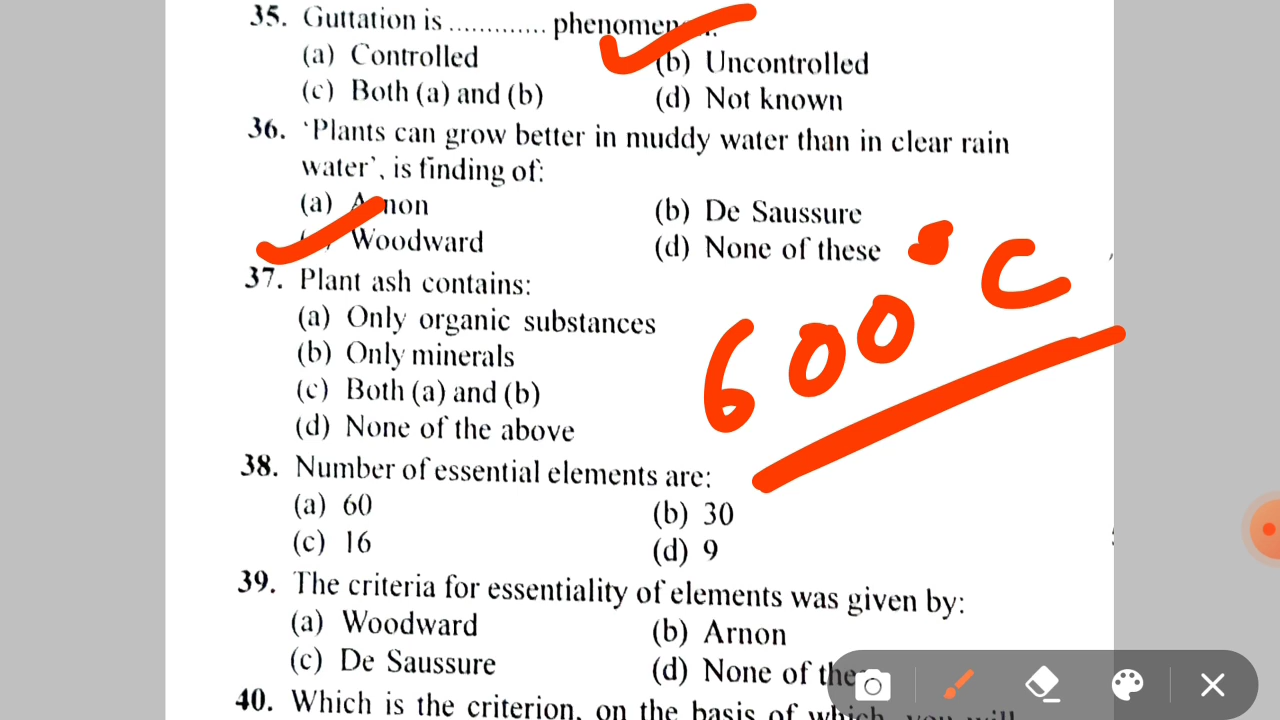 35. Guttation is ............. phenomen
(a) Controlled (b) Uncontrolled
(c) Both (a) and (b) (d) Not known
36. ‘Plants can grow better in muddy water than in clear rain
water’, is finding of:
(a) Arnon (b) De Saussure
Woodward (d) None of these
37. Plant ash contains:
(a) Only organic substances
(b) Only minerals
(c) Both (a) and (b)
(d) None of the above
600°C
38. Number of essential elements are:
(a) 60 (b) 30
(c) 16 (d) 9
39. The criteria for essentiality of elements was given by:
(a) Woodward (b) Arnon
(c) De Saussure (d) None of the
40. Which is the criterion, on the basis of which, you will